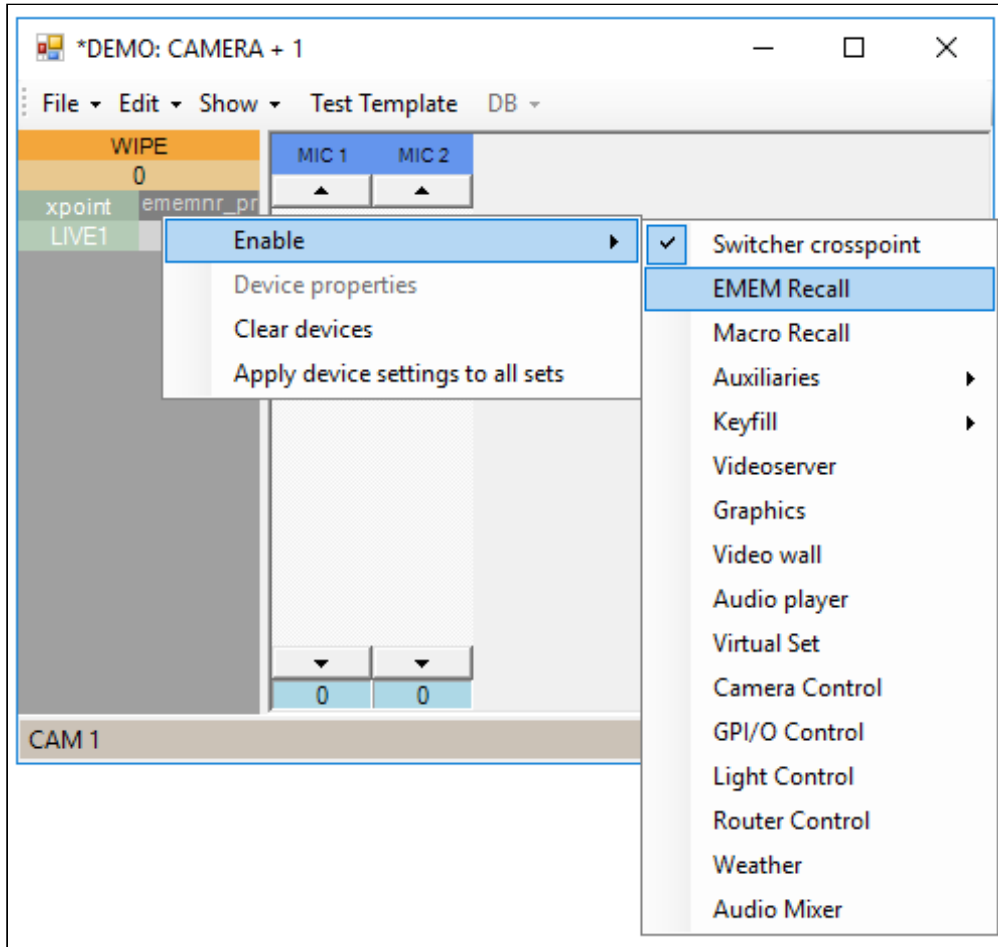 *DEMO: CAMERA + 1
File Edit Show Test Template DB
WIPE
0
MIC 1 MIC 2
xpoint ememnr_pr
LIVE1
Enable
Device properties
Clear devices
Apply device settings to all sets
Switcher crosspoint
EMEM Recall
Macro Recall
Auxiliaries
Keyfill
Videoserver
Graphics
Video wall
Audio player
Virtual Set
Camera Control
GPI/O Control
Light Control
Router Control
Weather
Audio Mixer
0 0
CAM 1